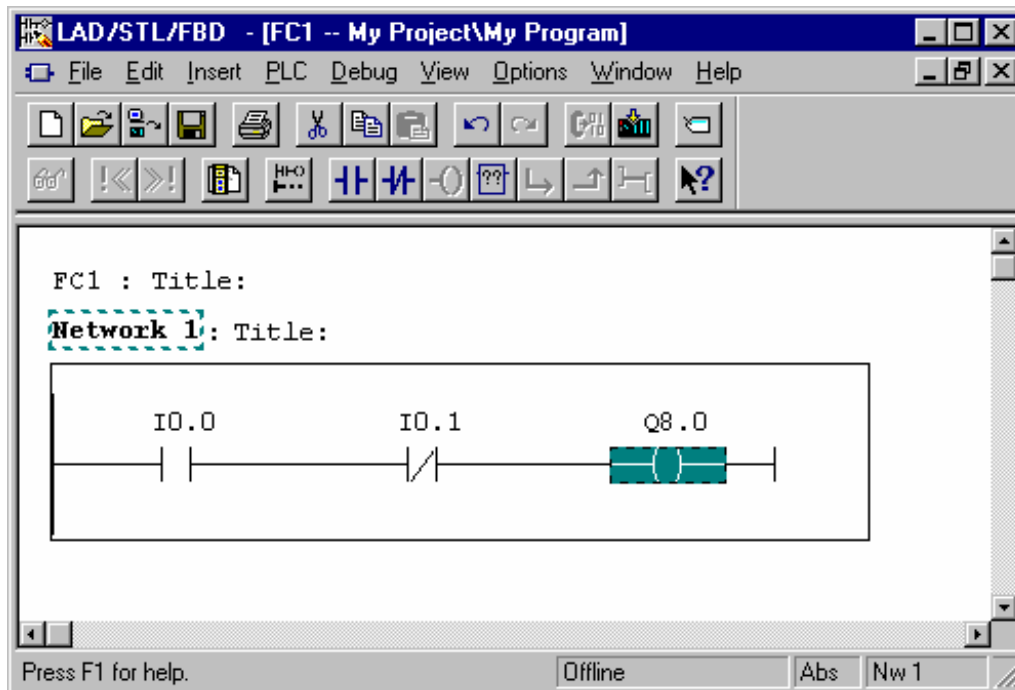 LAD/STL/FBD - [FC1 -- My Project\My Program]
File Edit Insert PLC Debug View Options Window Help
!« »! ?? ?
FC1 : Title:
Network 1 : Title:
I0.0 I0.1 Q8.0
Press F1 for help. Offline Abs Nw 1